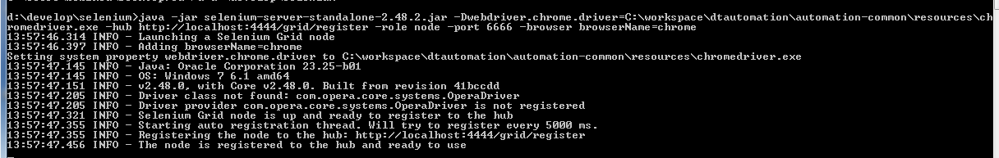 d:\develop\selenium>java -jar selenium-server-standalone-2.48.2.jar -Dwebdriver.chrome.driver=C:\workspace\dtautomation\automation-common\resources\ch
romedriver.exe -hub http://localhost:4444/grid/register -role node -port 6666 -browser browserName=chrome
13:57:46.314 INFO - Launching a Selenium Grid node
13:57:46.397 INFO - Adding browserName=chrome
Setting system property webdriver.chrome.driver to C:\workspace\dtautomation\automation-common\resources\chromedriver.exe
13:57:47.145 INFO - Java: Oracle Corporation 23.25-b01
13:57:47.145 INFO - OS: Windows 7 6.1 amd64
13:57:47.151 INFO - v2.48.0, with Core v2.48.0. Built from revision 41bccdd
13:57:47.205 INFO - Driver class not found: com.opera.core.systems.OperaDriver
13:57:47.205 INFO - Driver provider com.opera.core.systems.OperaDriver is not registered
13:57:47.321 INFO - Selenium Grid node is up and ready to register to the hub
13:57:47.355 INFO - Starting auto registration thread. Will try to register every 5000 ms.
13:57:47.355 INFO - Registering the node to the hub: http://localhost:4444/grid/register
13:57:47.456 INFO - The node is registered to the hub and ready to use